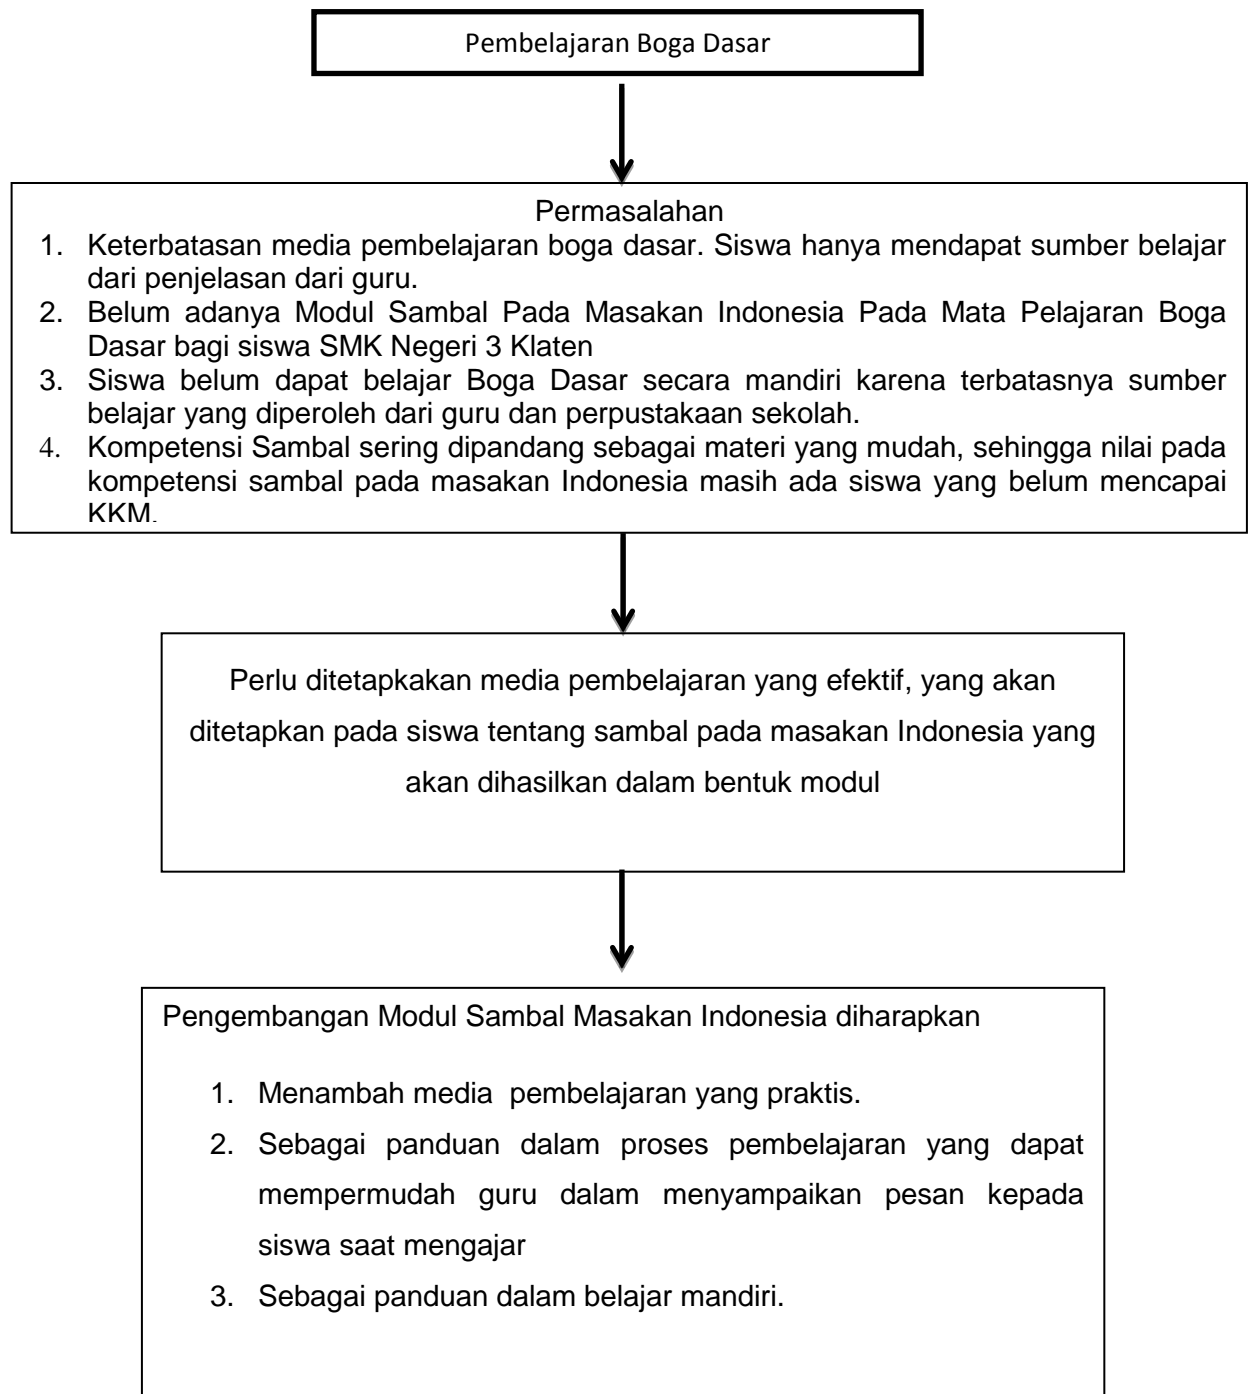 Pembelajaran Boga Dasar
Permasalahan
1. Keterbatasan media pembelajaran boga dasar. Siswa hanya mendapat sumber belajar
dari penjelasan dari guru.
2. Belum adanya Modul Sambal Pada Masakan Indonesia Pada Mata Pelajaran Boga
Dasar bagi siswa SMK Negeri 3 Klaten
3. Siswa belum dapat belajar Boga Dasar secara mandiri karena terbatasnya sumber
belajar yang diperoleh dari guru dan perpustakaan sekolah.
4. Kompetensi Sambal sering dipandang sebagai materi yang mudah, sehingga nilai pada
kompetensi sambal pada masakan Indonesia masih ada siswa yang belum mencapai
KKM.
Perlu ditetapkakan media pembelajaran yang efektif, yang akan
ditetapkan pada siswa tentang sambal pada masakan Indonesia yang
akan dihasilkan dalam bentuk modul
Pengembangan Modul Sambal Masakan Indonesia diharapkan
1. Menambah media pembelajaran yang praktis.
2. Sebagai panduan dalam proses pembelajaran yang dapat
mempermudah guru dalam menyampaikan pesan kepada
siswa saat mengajar
3. Sebagai panduan dalam belajar mandiri.